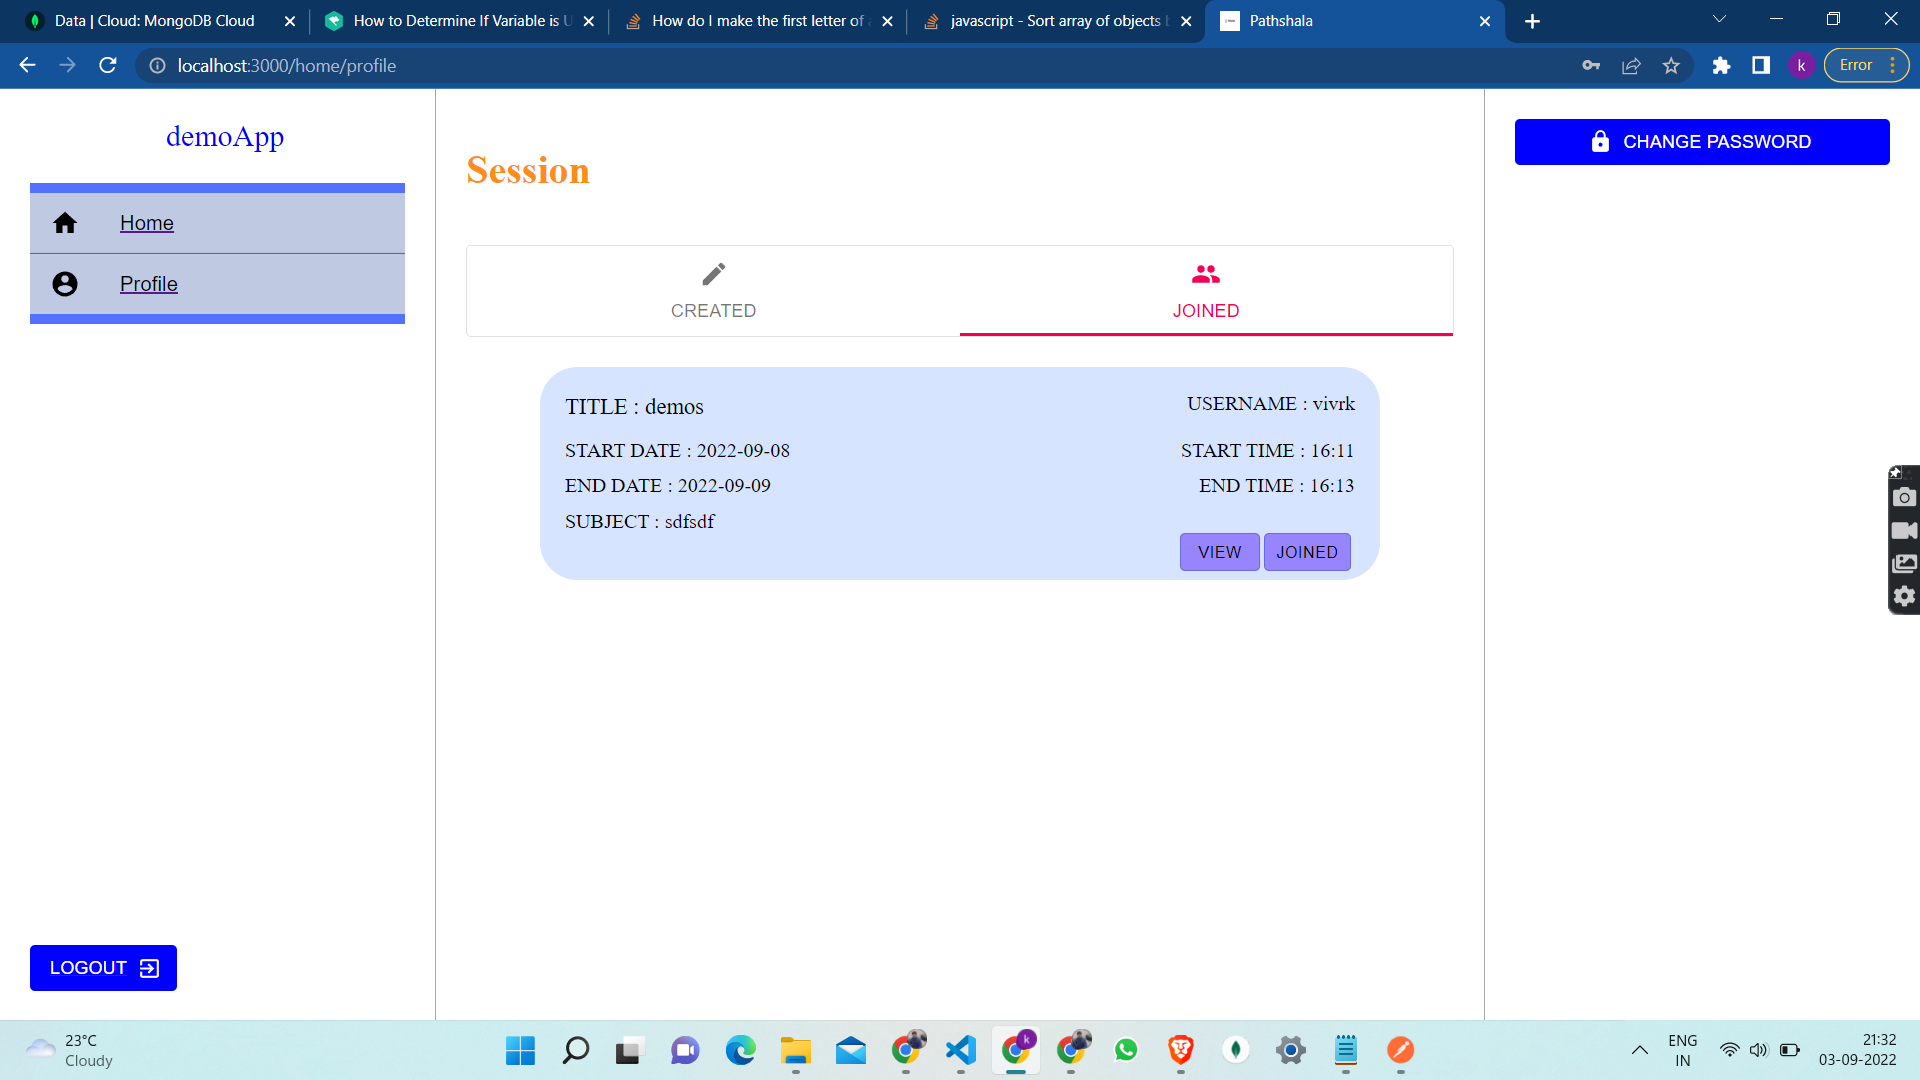 Data | Cloud: MongoDB Cloud
How to Determine If Variable is U
How do I make the first letter of a
javascript - Sort array of objects b
Pathshala
localhost:3000/home/profile
k
Error
demoApp
Home
Profile
LOGOUT
Session
CREATED
JOINED
TITLE : demos
USERNAME : vivrk
START DATE : 2022-09-08
START TIME : 16:11
END DATE : 2022-09-09
END TIME : 16:13
SUBJECT : sdfsdf
VIEW
JOINED
CHANGE PASSWORD
23°C
Cloudy
k
ENG
IN
21:32
03-09-2022